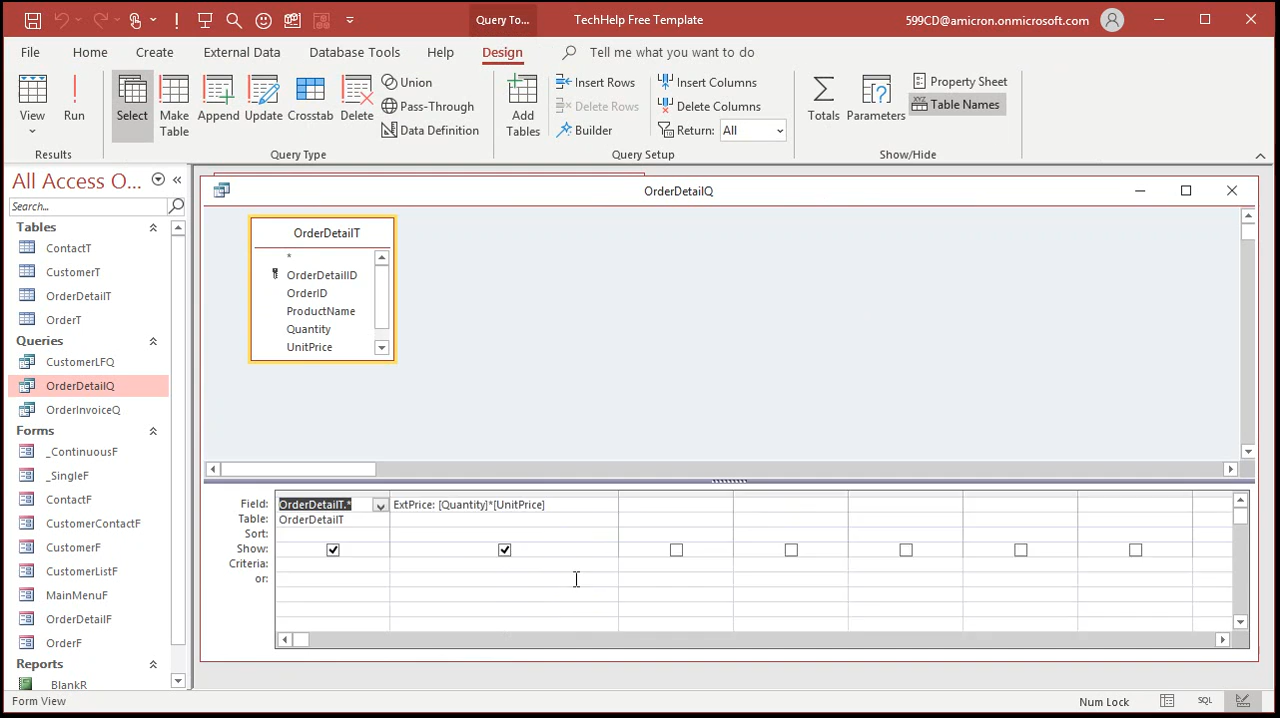 Query To...
TechHelp Free Template
599CD@amicron.onmicrosoft.com
File
Home
Create
External Data
Database Tools
Help
Design
Tell me what you want to do
View
Run
Select
Make Table
Append
Update
Crosstab
Delete
Union
Pass-Through
Data Definition
Add Tables
Insert Rows
Delete Rows
Builder
Insert Columns
Delete Columns
Return: All
Totals
Parameters
Property Sheet
Table Names
Results
Query Type
Query Setup
Show/Hide
All Access O...
Search...
Tables
ContactT
CustomerT
OrderDetailT
OrderT
Queries
CustomerLFQ
OrderDetailQ
OrderInvoiceQ
Forms
_ContinuousF
_SingleF
ContactF
CustomerContactF
CustomerF
CustomerListF
MainMenuF
OrderDetailF
OrderF
Reports
_BlankR
OrderDetailQ
OrderDetailT
*
OrderDetailID
OrderID
ProductName
Quantity
UnitPrice
Field: OrderDetailT.* ExtPrice: [Quantity]*[UnitPrice]
Table: OrderDetailT
Sort:
Show:
Criteria:
or:
Form View
Num Lock
SQL